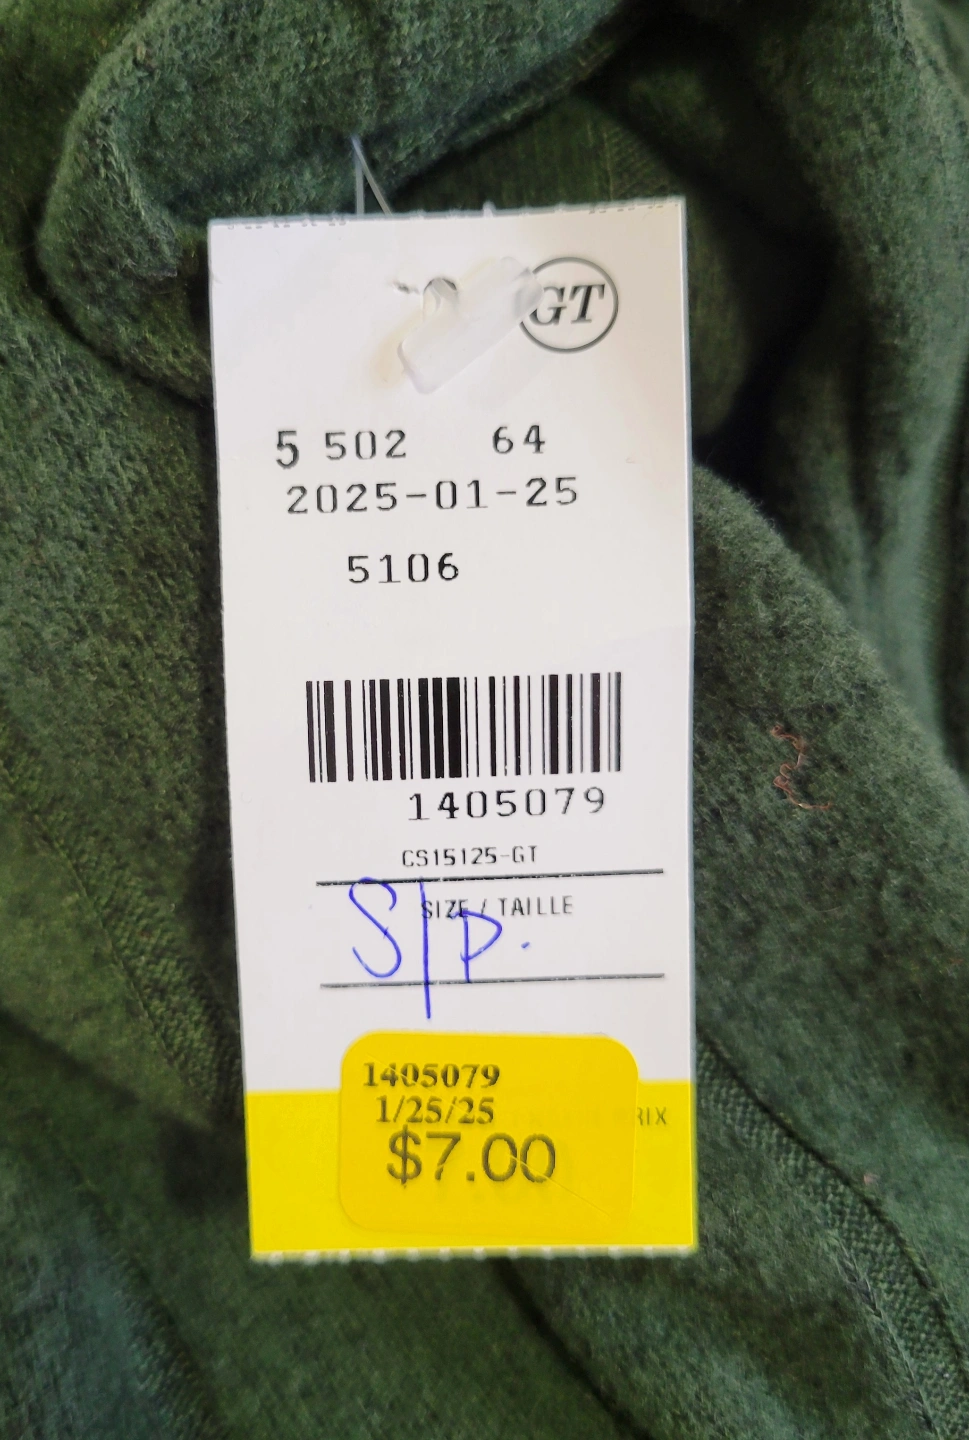 GT
5 502 64
2025-01-25
5106
1405079
CS15125-GT
SIZE / TAILLE
S/P.
1405079
1/25/25
$7.00